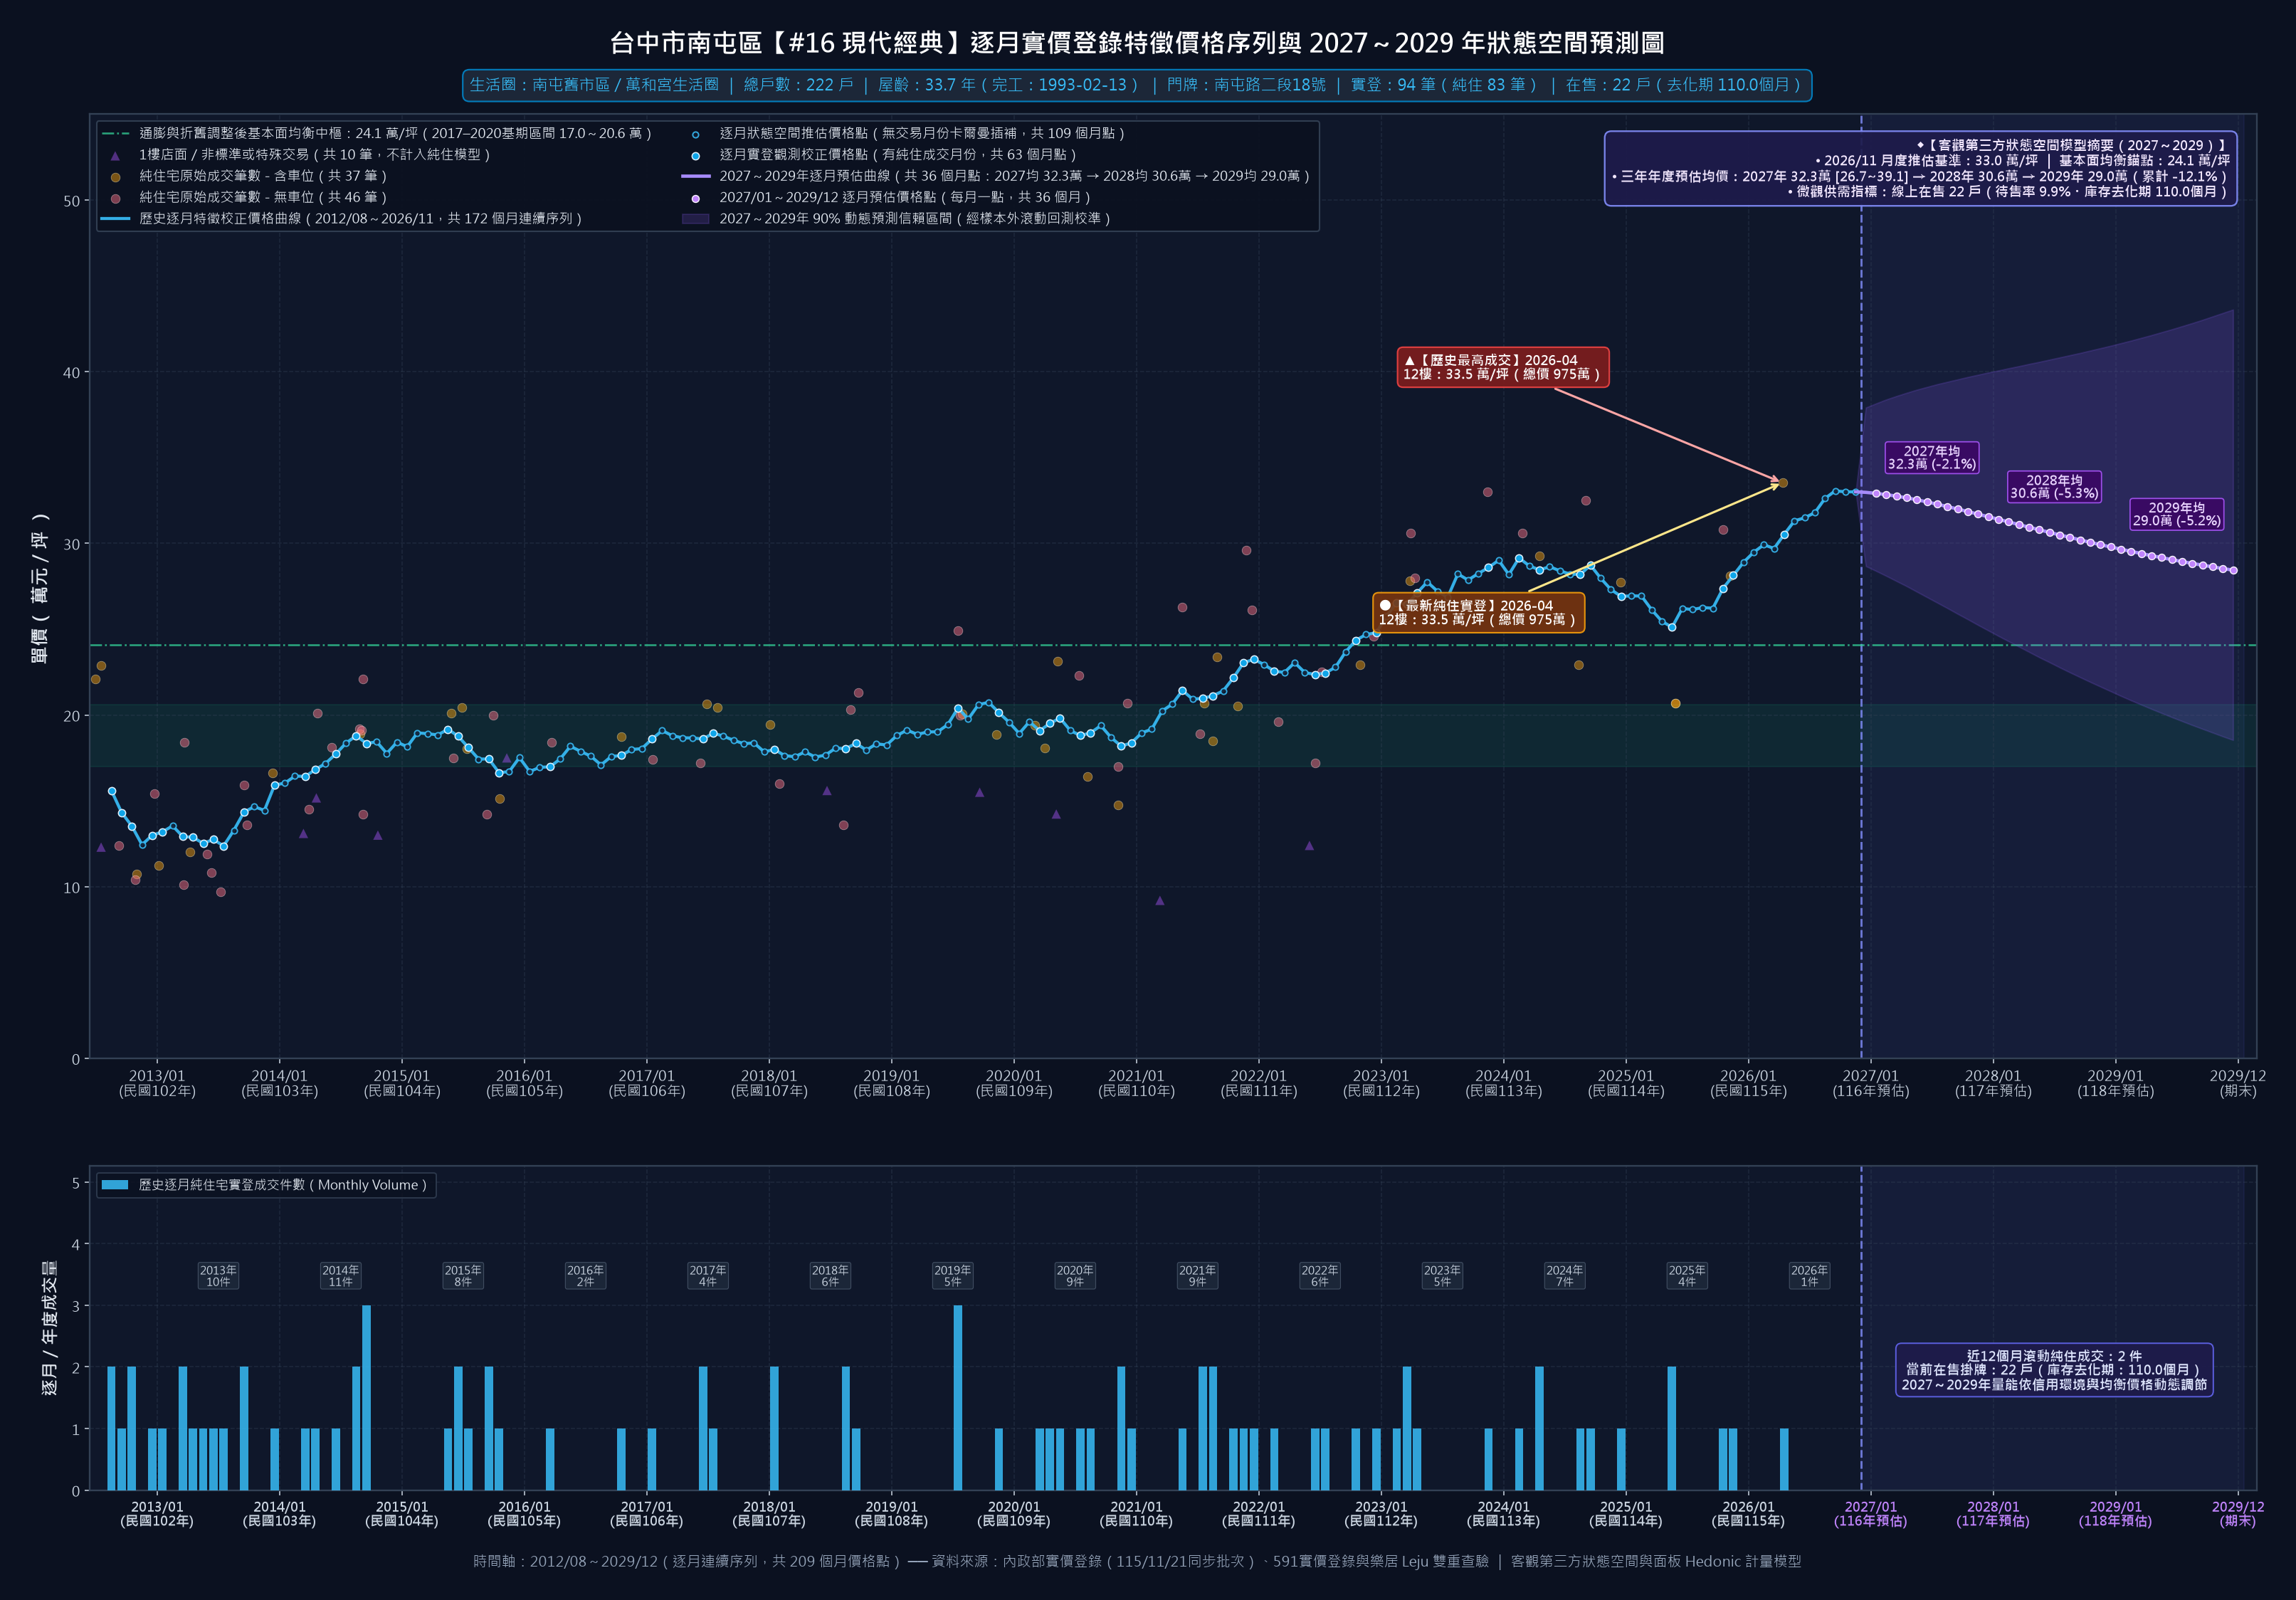 台中市南屯區【#16 現代經典】逐月實價登錄特徵價格序列與 2027～2029 年狀態空間預測圖
生活圈：南屯舊市區 / 萬和宮生活圈 ｜ 總戶數：222 戶 ｜ 屋齡：33.7 年（完工：1993-02-13） ｜ 門牌：南屯路二段18號 ｜ 實登：94 筆（純住 83 筆） ｜ 在售：22 戶（去化期 110.0個月）
通膨與折舊調整後基本面均衡中樞：24.1 萬/坪（2017–2020基期區間 17.0～20.6 萬）
1樓店面 / 非標準或特殊交易（共 10 筆，不計入純住模型）
純住宅原始成交筆數 - 含車位（共 37 筆）
純住宅原始成交筆數 - 無車位（共 46 筆）
歷史逐月特徵校正價格曲線（2012/08～2026/11，共 172 個月連續序列）
逐月狀態空間推估價格點（無交易月份卡爾曼插補，共 109 個月點）
逐月實登觀測校正價格點（有純住成交月份，共 63 個月點）
2027～2029年逐月預估曲線（共 36 個月點：2027均 32.3萬 → 2028均 30.6萬 → 2029均 29.0萬）
2027/01～2029/12 逐月預估價格點（每月一點，共 36 個月）
2027～2029年 90% 動態預測信賴區間（經樣本外滾動回測校準）
◆【客觀第三方狀態空間模型摘要（2027～2029）】
• 2026/11 月度推估基準：33.0 萬/坪 ｜ 基本面均衡錨點：24.1 萬/坪
• 三年年度預估均價：2027年 32.3萬 [26.7~39.1] → 2028年 30.6萬 → 2029年 29.0萬（累計 -12.1%）
• 微觀供需指標：線上在售 22 戶（待售率 9.9%．庫存去化期 110.0個月）
單價（ 萬元 / 坪 ）
50
40
30
20
10
0
▲【歷史最高成交】2026-04
12樓：33.5 萬/坪（總價 975萬）
●【最新純住實登】2026-04
12樓：33.5 萬/坪（總價 975萬）
2027年均
32.3萬 (-2.1%)
2028年均
30.6萬 (-5.3%)
2029年均
29.0萬 (-5.2%)
2013/01 2014/01 2015/01 2016/01 2017/01 2018/01 2019/01 2020/01 2021/01 2022/01 2023/01 2024/01 2025/01 2026/01 2027/01 2028/01 2029/01 2029/12
(民國102年) (民國103年) (民國104年) (民國105年) (民國106年) (民國107年) (民國108年) (民國109年) (民國110年) (民國111年) (民國112年) (民國113年) (民國114年) (民國115年) (116年預估) (117年預估) (118年預估) (期末)
歷史逐月純住宅實登成交件數（Monthly Volume）
逐月 / 年度成交量
5
4
3
2
1
0
2013年 2014年 2015年 2016年 2017年 2018年 2019年 2020年 2021年 2022年 2023年 2024年 2025年 2026年
10件 11件 8件 2件 4件 6件 5件 9件 9件 6件 5件 7件 4件 1件
近12個月滾動純住成交：2 件
當前在售掛牌：22 戶（庫存去化期：110.0個月）
2027～2029年量能依信用環境與均衡價格動態調節
2013/01 2014/01 2015/01 2016/01 2017/01 2018/01 2019/01 2020/01 2021/01 2022/01 2023/01 2024/01 2025/01 2026/01 2027/01 2028/01 2029/01 2029/12
(民國102年) (民國103年) (民國104年) (民國105年) (民國106年) (民國107年) (民國108年) (民國109年) (民國110年) (民國111年) (民國112年) (民國113年) (民國114年) (民國115年) (116年預估) (117年預估) (118年預估) (期末)
時間軸：2012/08～2029/12（逐月連續序列，共 209 個月價格點）── 資料來源：內政部實價登錄（115/11/21同步批次）、591實價登錄與樂居 Leju 雙重查驗 ｜ 客觀第三方狀態空間與面板 Hedonic 計量模型